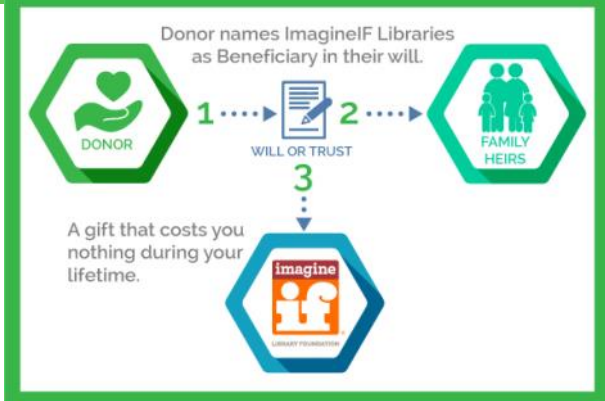 Donor names ImagineIF Libraries
as Beneficiary in their will.
DONOR
1
WILL OR TRUST
2
FAMILY
HEIRS
3
A gift that costs you
nothing during your
lifetime.
imagine
if
LIBRARY FOUNDATION